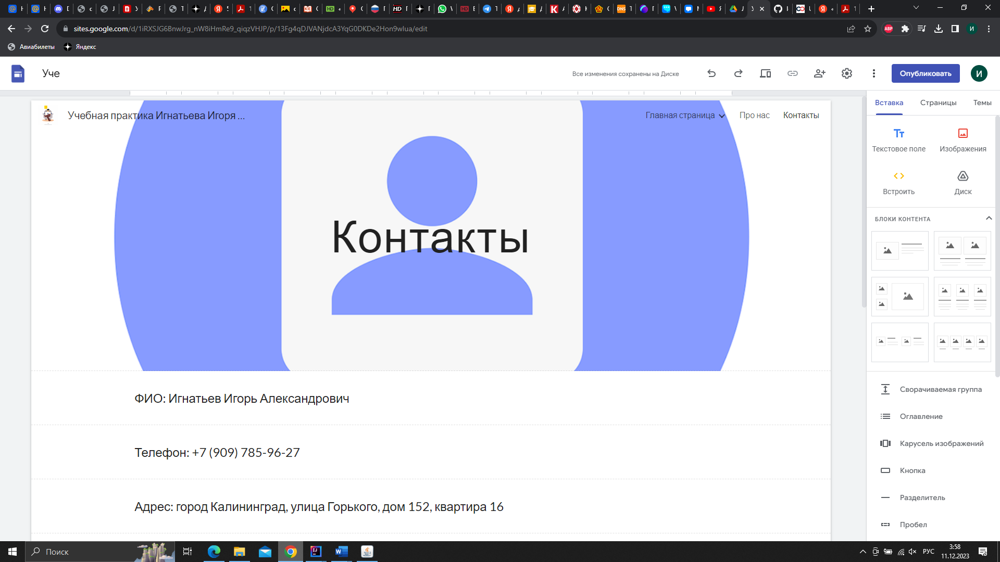 sites.google.com/d/1iRXSJG6BnwJrg_nW8iHmRe9_qiqzVHJP/p/13Fg4qDJVANjdcA3YqG0DKDe2Hon9wlua/edit
ABP
И
Авиабилеты
Яндекс
Уче
Все изменения сохранены на Диске
Опубликовать
И
Учебная практика Игнатьева Игоря ...
Главная страница
Про нас
Контакты
Контакты
ФИО: Игнатьев Игорь Александрович
Телефон: +7 (909) 785-96-27
Адрес: город Калининград, улица Горького, дом 152, квартира 16
Вставка
Страницы
Темы
Текстовое поле
Изображения
Встроить
Диск
БЛОКИ КОНТЕНТА
Сворачиваемая группа
Оглавление
Карусель изображений
Кнопка
Разделитель
Пробел
Поиск
РУС
3:58
11.12.2023